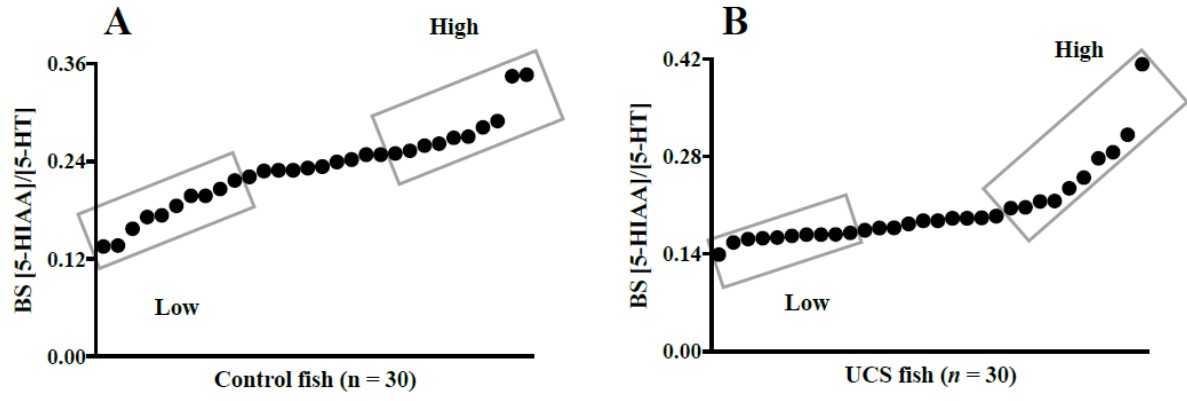 A
High
0.36
0.24
0.12
0.00
BS [5-HIAA]/[5-HT]
Low
Control fish (n = 30)
B
High
0.42
0.28
0.14
0.00
BS [5-HIAA]/[5-HT]
Low
UCS fish (n = 30)